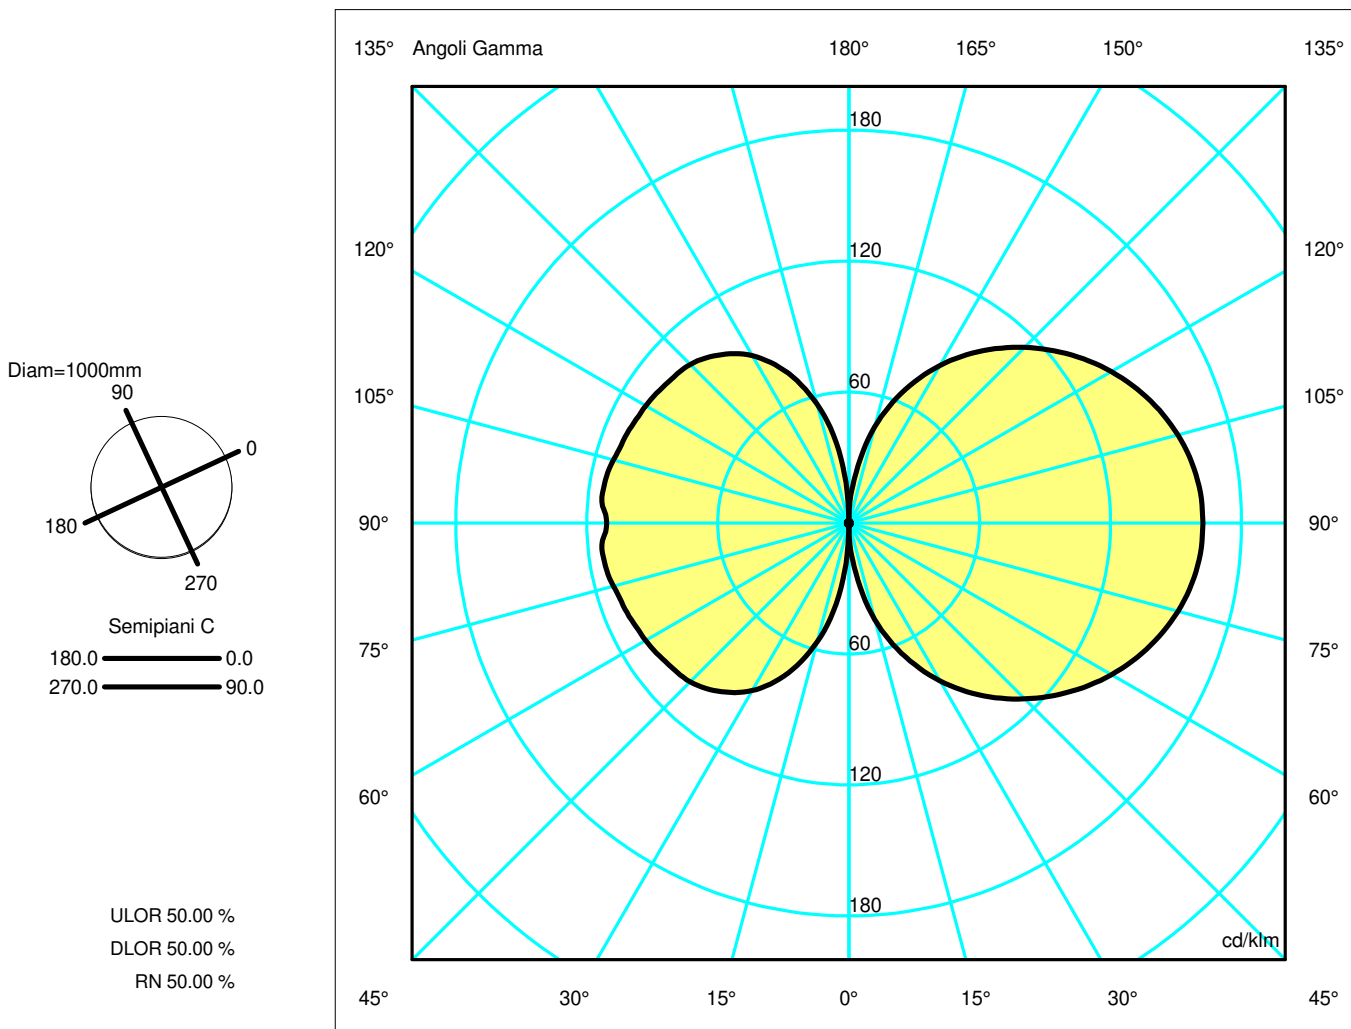 135° Angoli Gamma 180° 165° 150° 135°
180
120° 120 120°
60
Diam=1000mm
90
105° 105°
0
180
90° 90°
270
Semipiani C
180.0 0.0
270.0 90.0
75° 60 75°
120
60° 60°
180
ULOR 50.00 %
DLOR 50.00 %
RN 50.00 %
cd/klm
45° 30° 15° 0° 15° 30° 45°